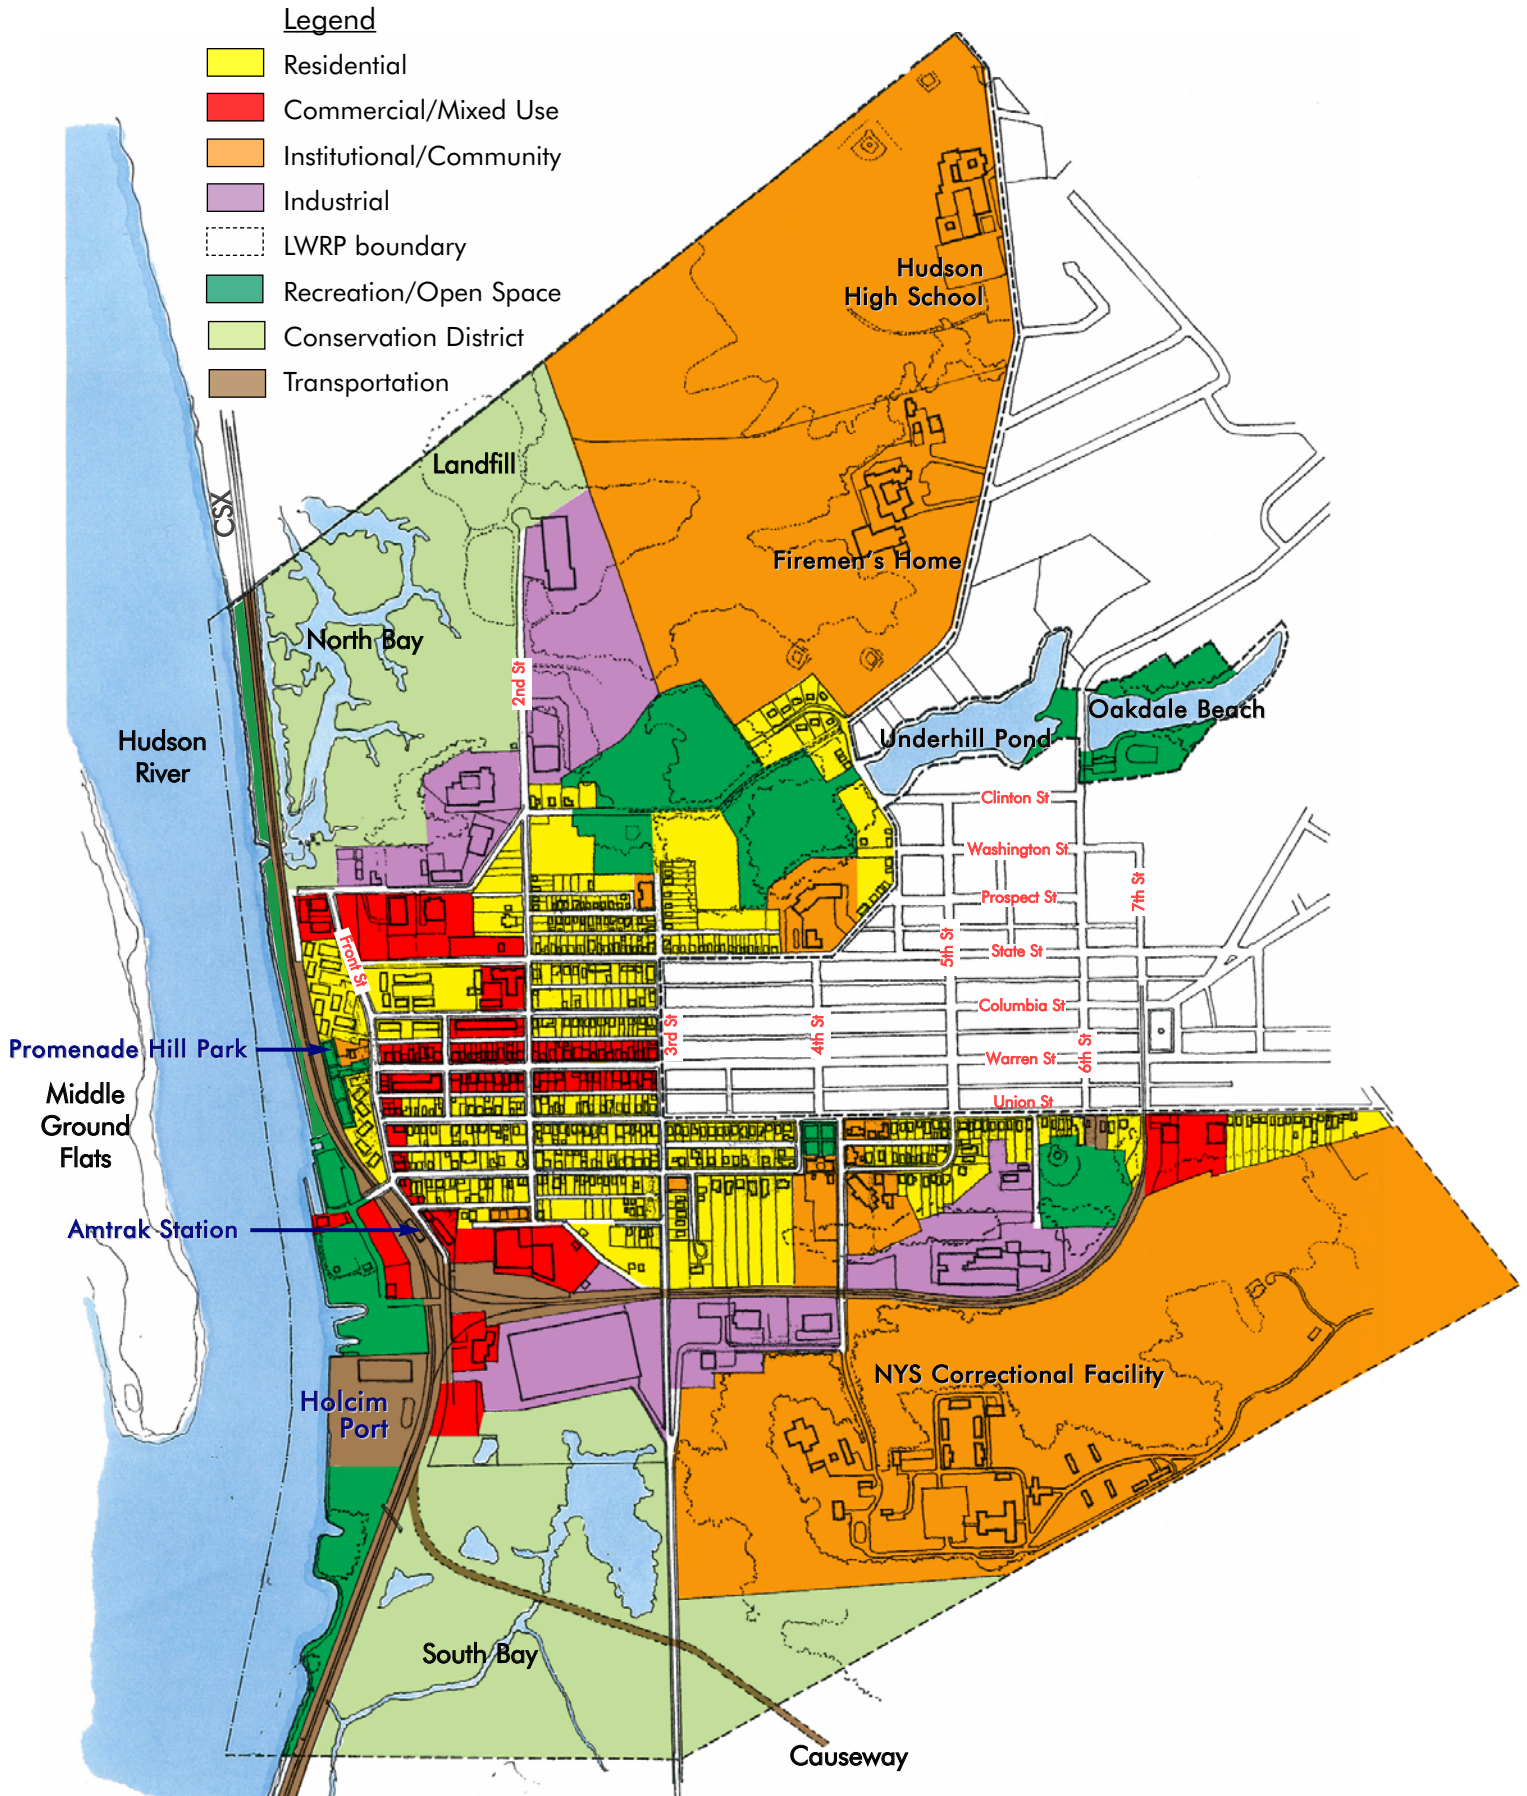 Legend
Residential
Commercial/Mixed Use
Institutional/Community
Industrial
LWRP boundary
Recreation/Open Space
Conservation District
Transportation
Hudson
High School
Landfill
CSX
Firemen's Home
North Bay
2nd St
Oakdale Beach
Underhill Pond
Hudson
River
Clinton St
Washington St
Prospect St
7th St
State St
5th St
Front St
Columbia St
3rd St
4th St
6th St
Promenade Hill Park
Warren St
Union St
Middle
Ground
Flats
Amtrak Station
NYS Correctional Facility
Holcim
Port
South Bay
Causeway